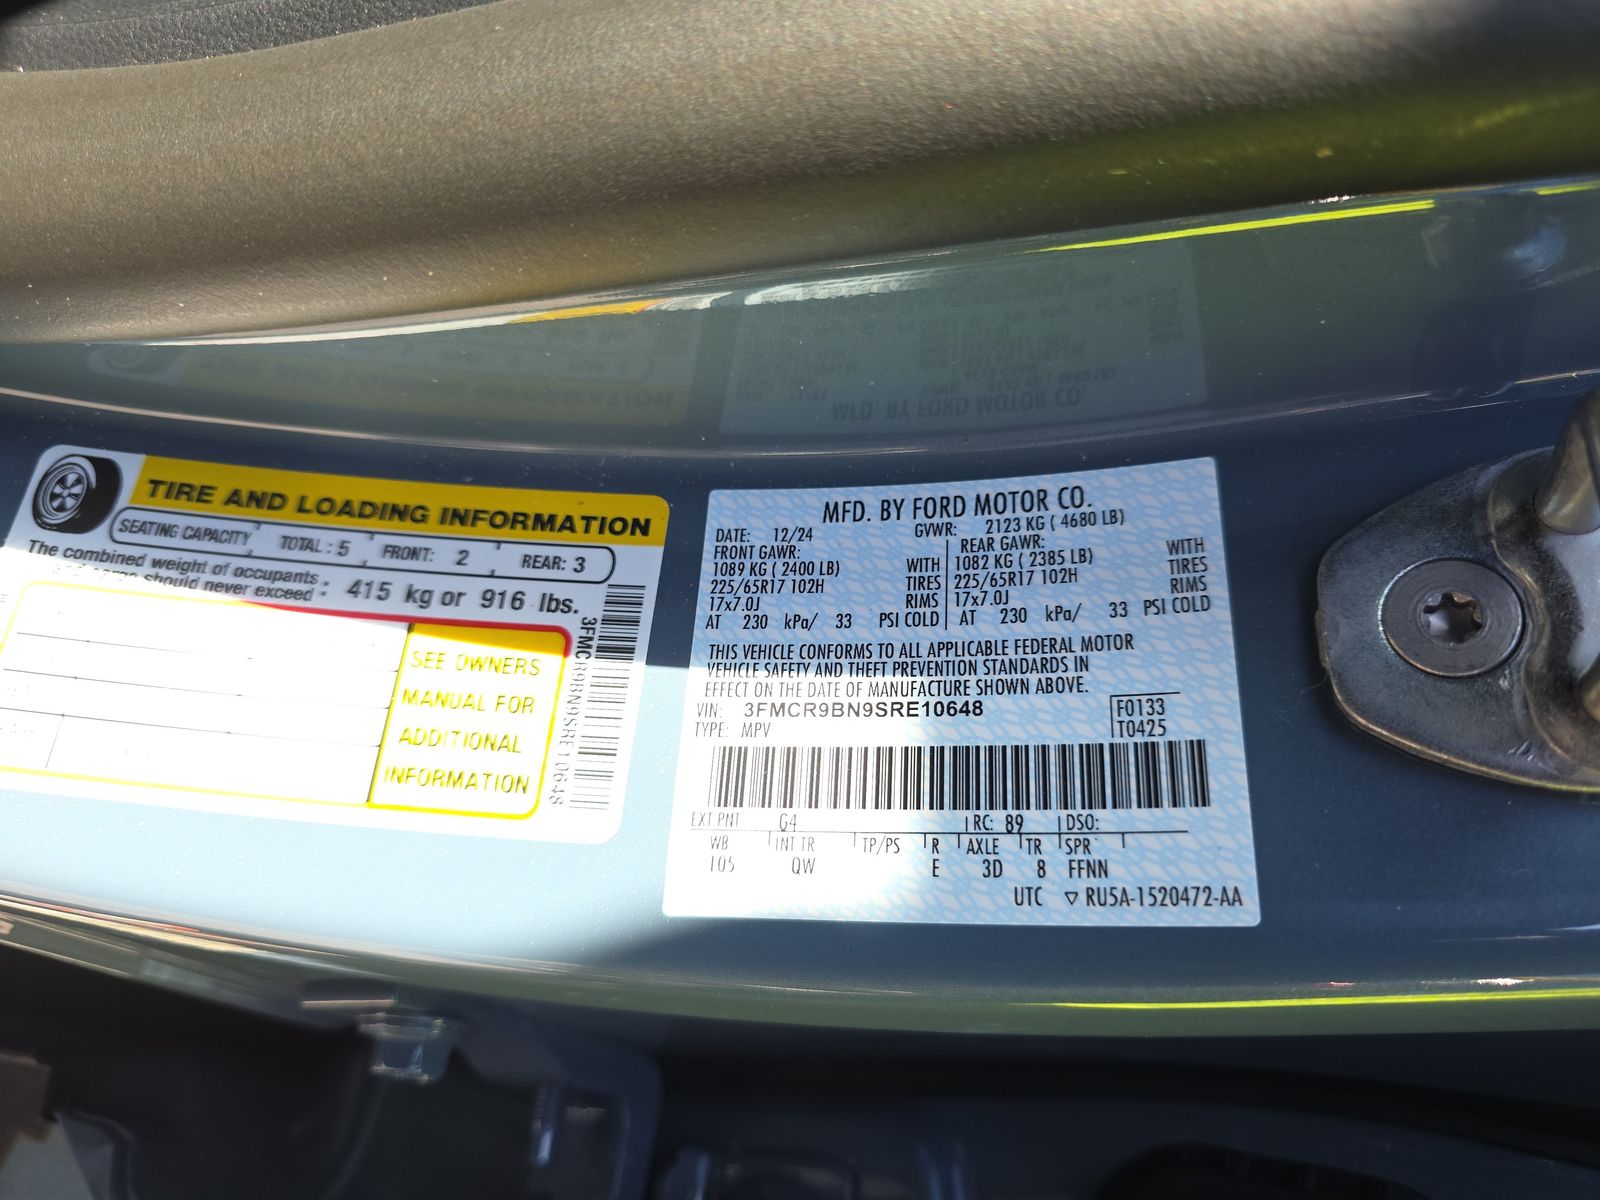 TIRE AND LOADING INFORMATION
SEATING CAPACITY TOTAL: 5 FRONT: 2 REAR: 3
The combined weight of occupants
and cargo should never exceed : 415 kg or 916 lbs.
SEE OWNERS
MANUAL FOR
ADDITIONAL
INFORMATION
3FMCR9BN9SRE10648
MFD. BY FORD MOTOR CO.
DATE: 12/24 GVWR: 2123 KG ( 4680 LB)
FRONT GAWR: REAR GAWR: WITH
1089 KG ( 2400 LB) WITH 1082 KG ( 2385 LB) TIRES
225/65R17 102H TIRES 225/65R17 102H RIMS
17x7.0J RIMS 17x7.0J
AT 230 kPa/ 33 PSI COLD AT 230 kPa/ 33 PSI COLD
THIS VEHICLE CONFORMS TO ALL APPLICABLE FEDERAL MOTOR
VEHICLE SAFETY AND THEFT PREVENTION STANDARDS IN
EFFECT ON THE DATE OF MANUFACTURE SHOWN ABOVE.
VIN: 3FMCR9BN9SRE10648 F0133
TYPE: MPV T0425
EXT PNT G4 RC: 89 DSO:
WB INT TR TP/PS R AXLE TR SPR
105 QW E 3D 8 FFNN
UTC ▽ RU5A-1520472-AA